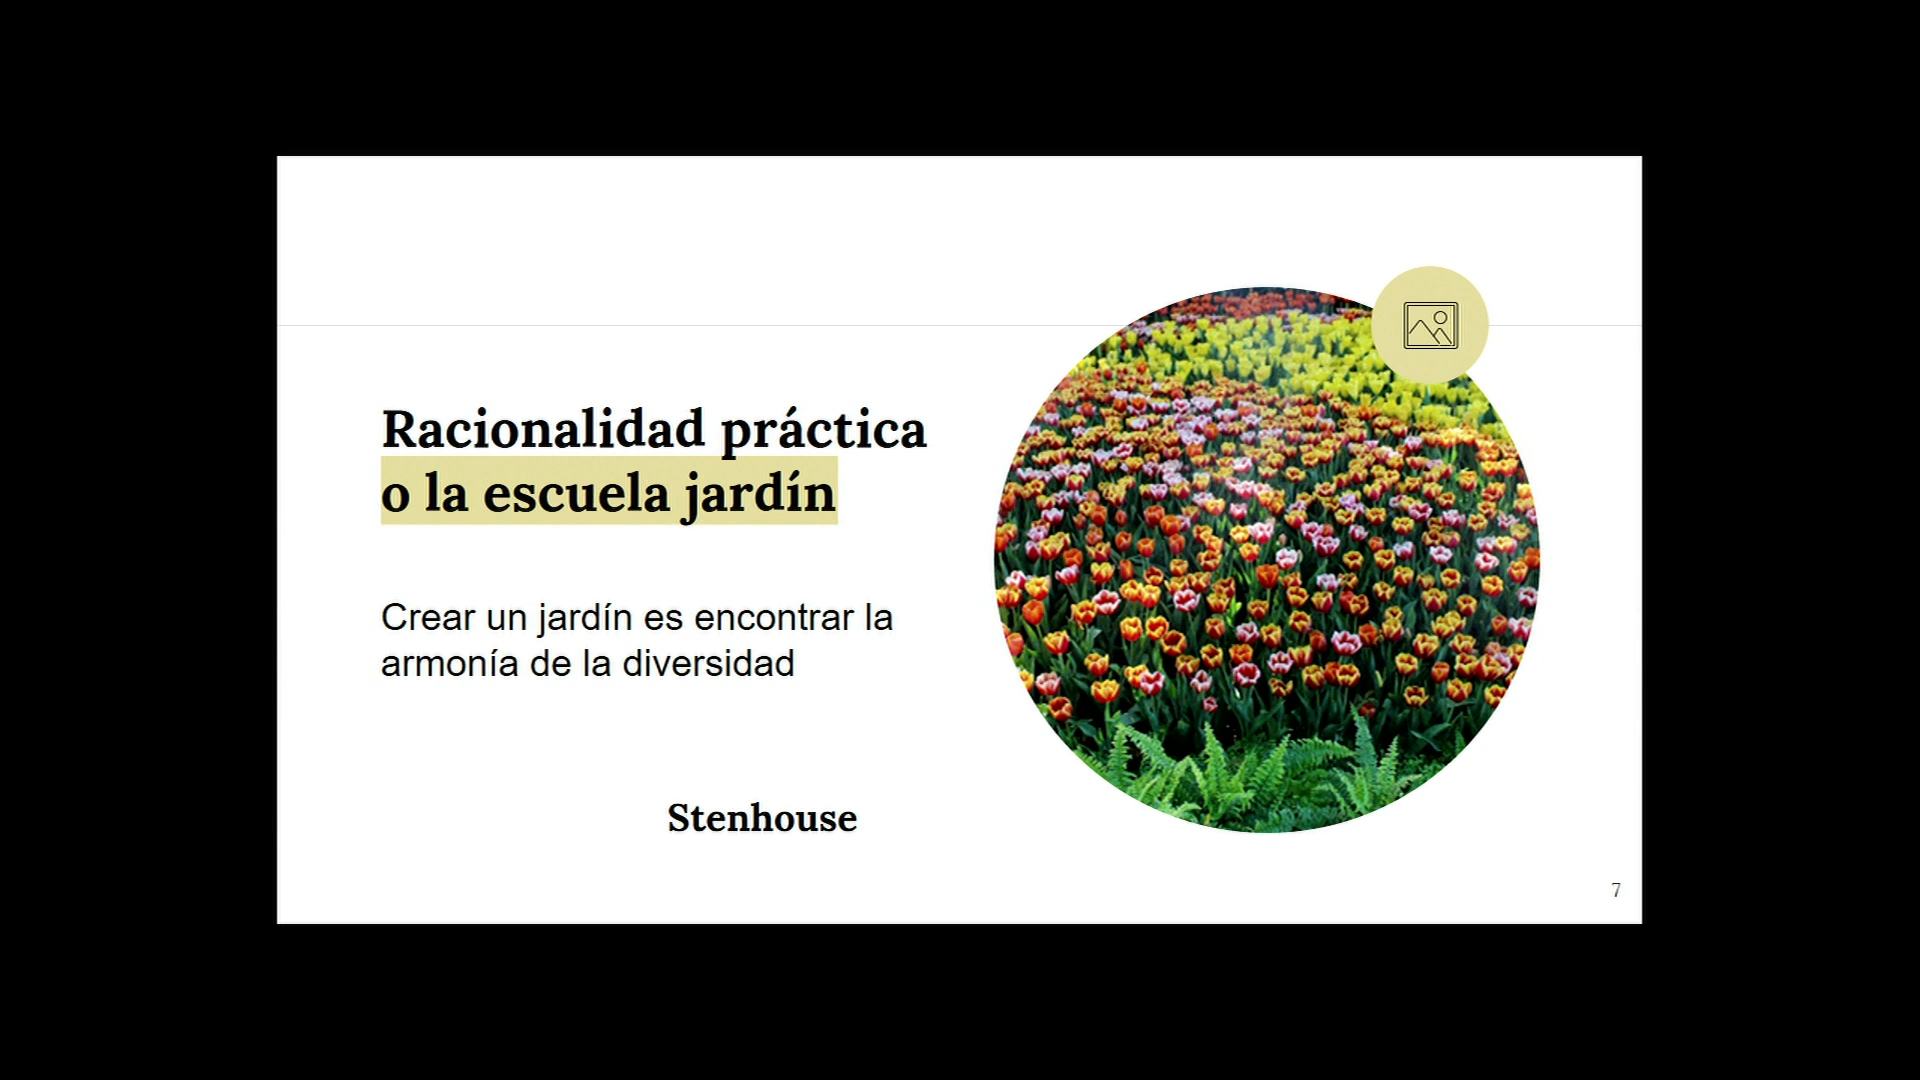 Racionalidad práctica
o la escuela jardín
Crear un jardín es encontrar la
armonía de la diversidad
Stenhouse
7